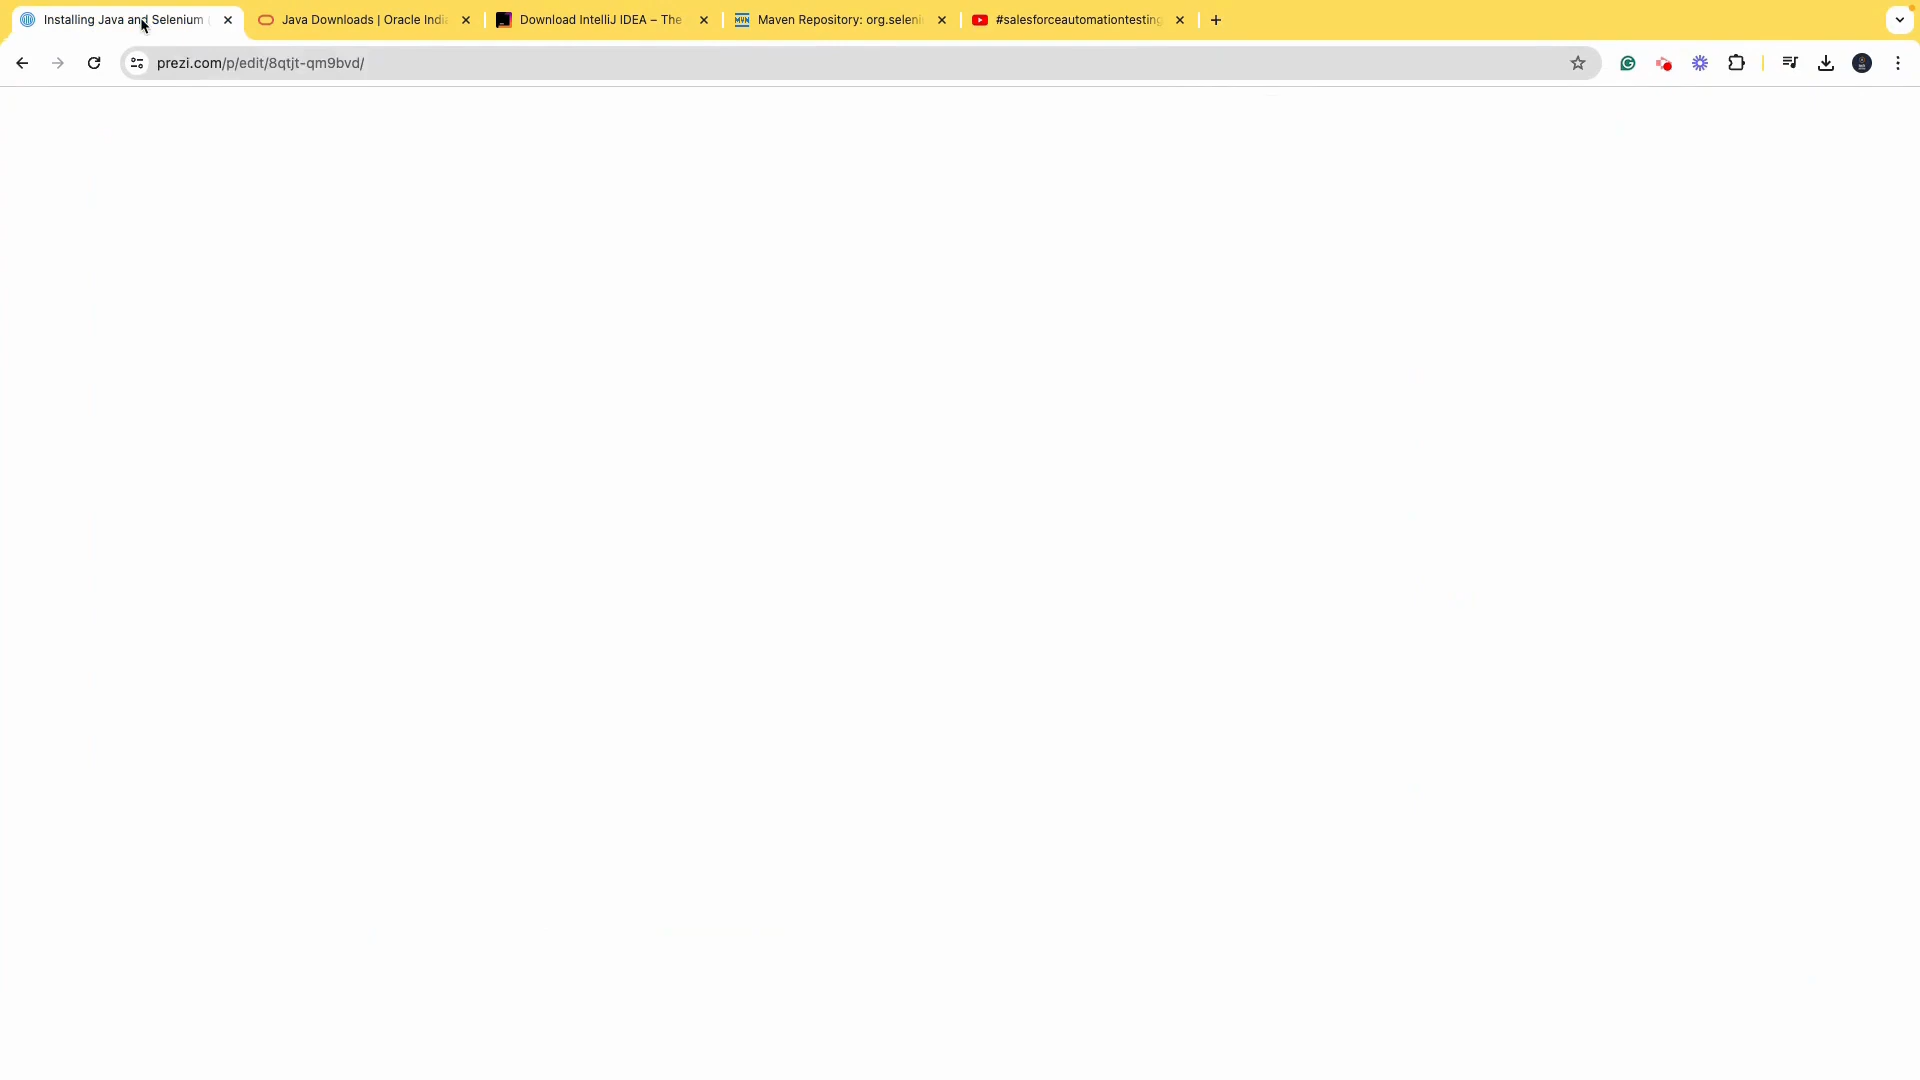 Installing Java and Selenium
Java Downloads | Oracle India
Download IntelliJ IDEA – The
Maven Repository: org.seleni
#salesforceautomationtesting
prezi.com/p/edit/8qtjt-qm9bvd/